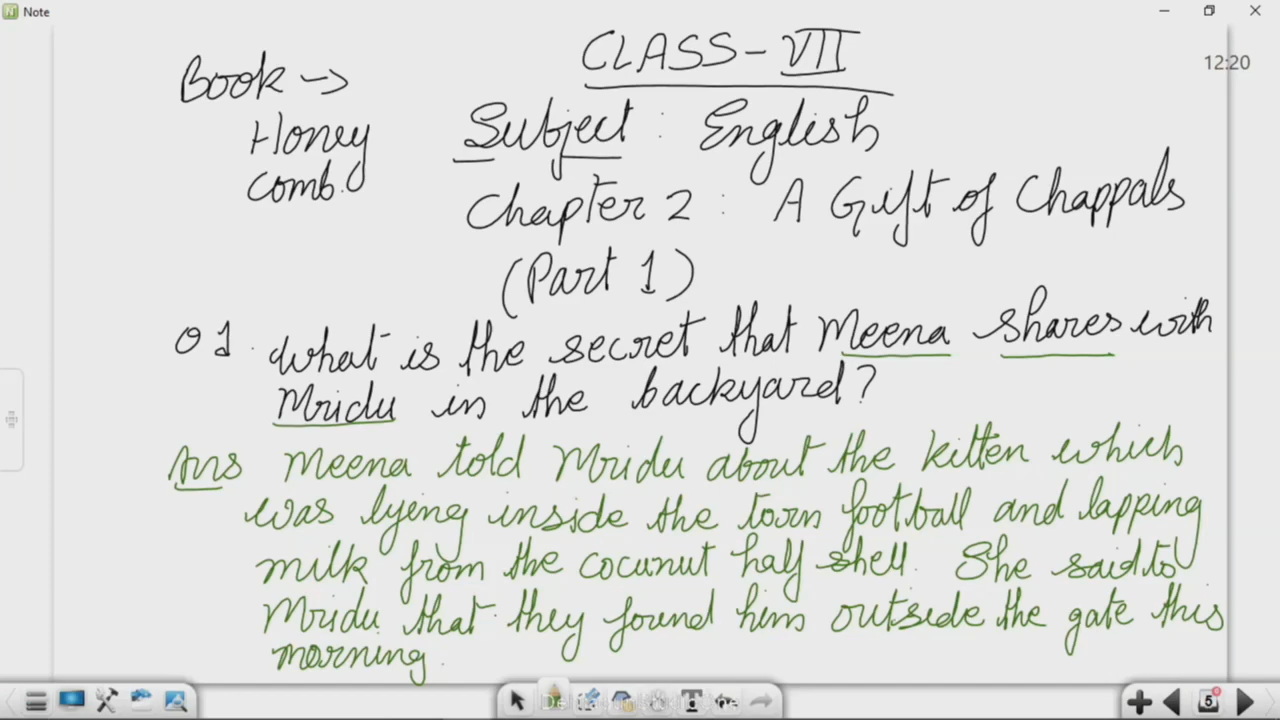 Note
CLASS - VII
12:20
Book →
Honey
comb.
Subject : English
Chapter 2 : A Gift of Chappals
(Part 1)
Q 1. What is the secret that Meena shares with
Mridu in the backyard?
Ans Meena told Mridu about the kitten which
was lying inside the torn football and lapping
milk from the cocunut half shell. She said to
Mridu that they found him outside the gate this
morning.
5